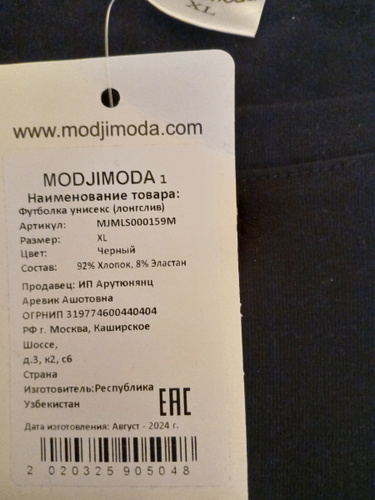 XL
www.modjimoda.com
MODJIMODA 1
Наименование товара:
Футболка унисекс (лонгслив)
Артикул: MJMLS000159M
Размер: XL
Цвет: Черный
Состав: 92% Хлопок, 8% Эластан
Продавец: ИП Арутюнянц
Аревик Ашотовна
ОГРНИП 319774600440404
РФ г. Москва, Каширское
Шоссе,
д.3, к2, с6
Страна
Изготовитель:Республика
Узбекистан
EAC
Дата изготовления: Август - 2024 г.
2 020325 905048